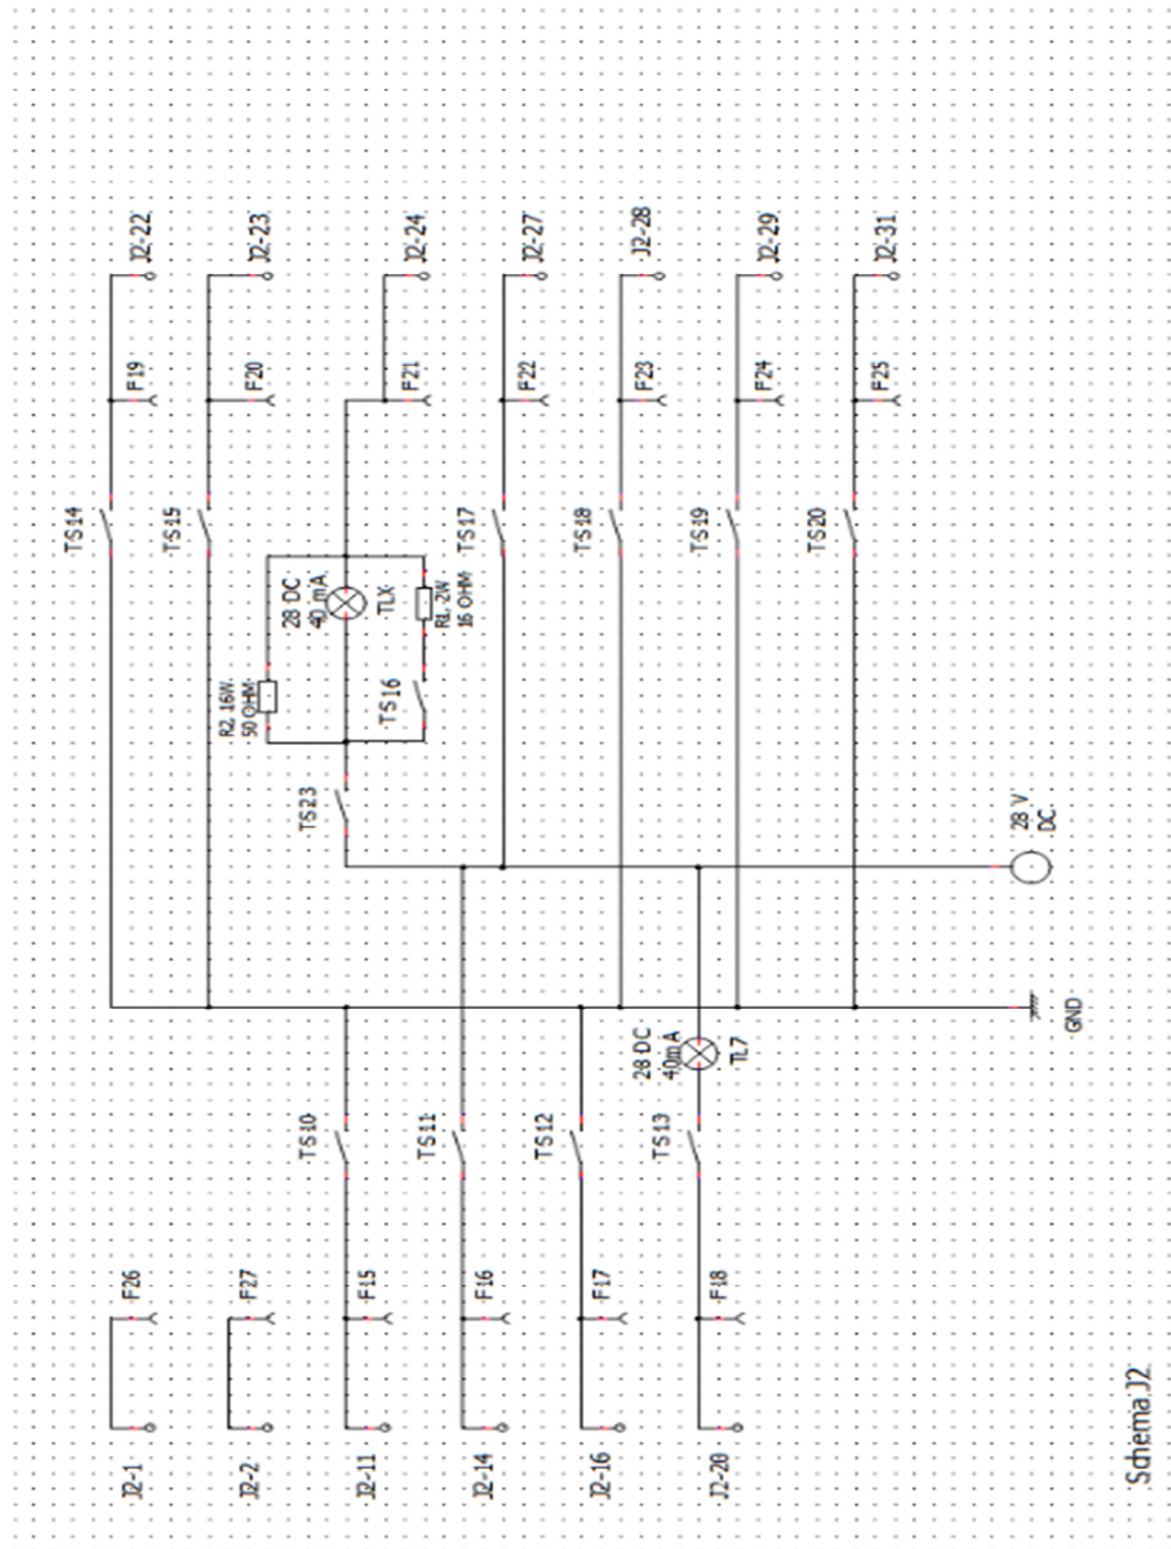 J2-1
F26
J2-2
F27
J2-11
F15
TS10
J2-14
F16
TS11
J2-16
F17
TS12
J2-20
F18
TS13
28 DC
40mA
TL7
TS14
F19
J2-22
TS15
F20
J2-23
R2, 16W
50 OHM
28 DC
40 mA
TLX
TS16
R1, 2W
16 OHM
TS23
F21
J2-24
TS17
F22
J2-27
TS18
F23
J2-28
TS19
F24
J2-29
TS20
F25
J2-31
28 V
DC
GND
Schema J2